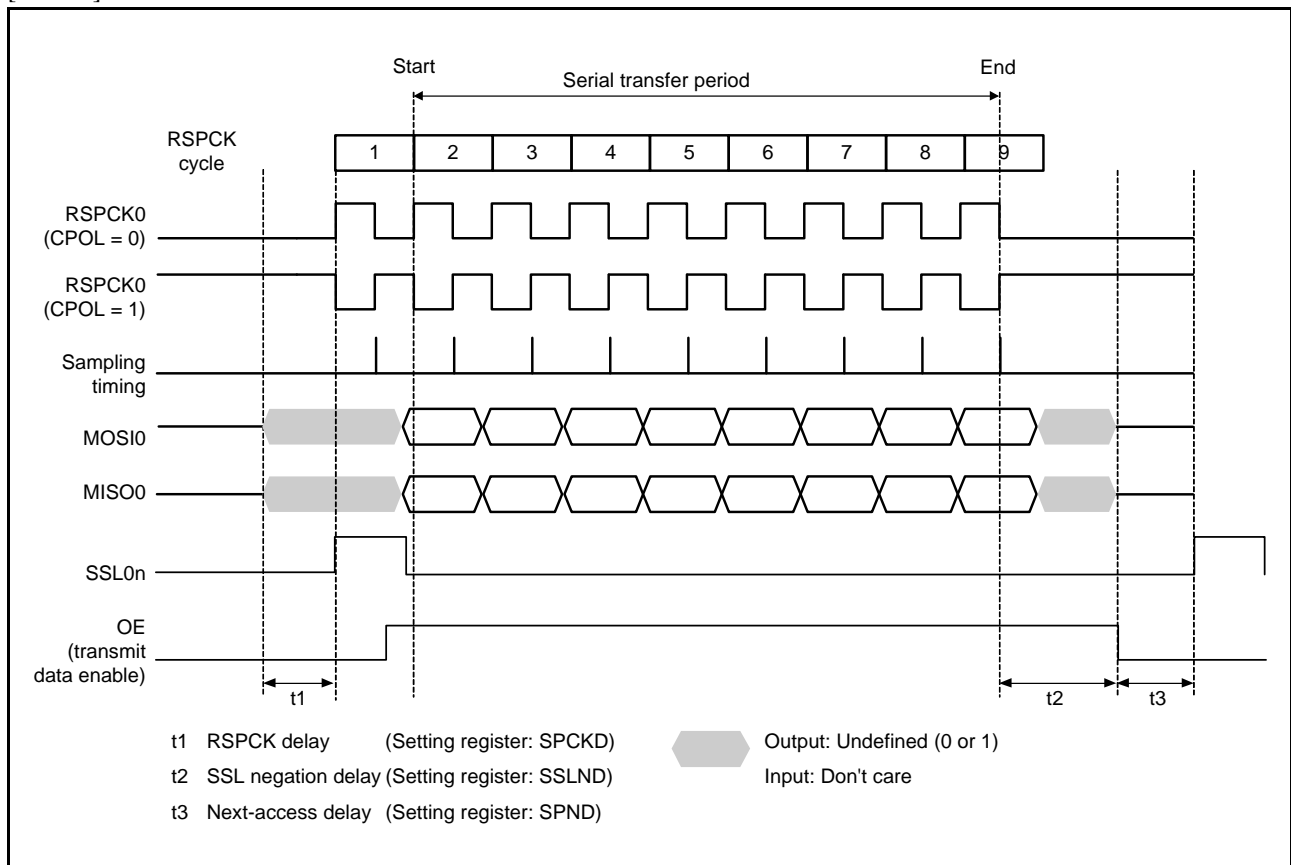 Start
End
Serial transfer period
RSPCK
cycle
1 2 3 4 5 6 7 8 9
RSPCK0
(CPOL = 0)
RSPCK0
(CPOL = 1)
Sampling
timing
MOSI0
MISO0
SSL0n
OE
(transmit
data enable)
t1
t2
t3
t1 RSPCK delay (Setting register: SPCKD)
t2 SSL negation delay (Setting register: SSLND)
t3 Next-access delay (Setting register: SPND)
Output: Undefined (0 or 1)
Input: Don't care